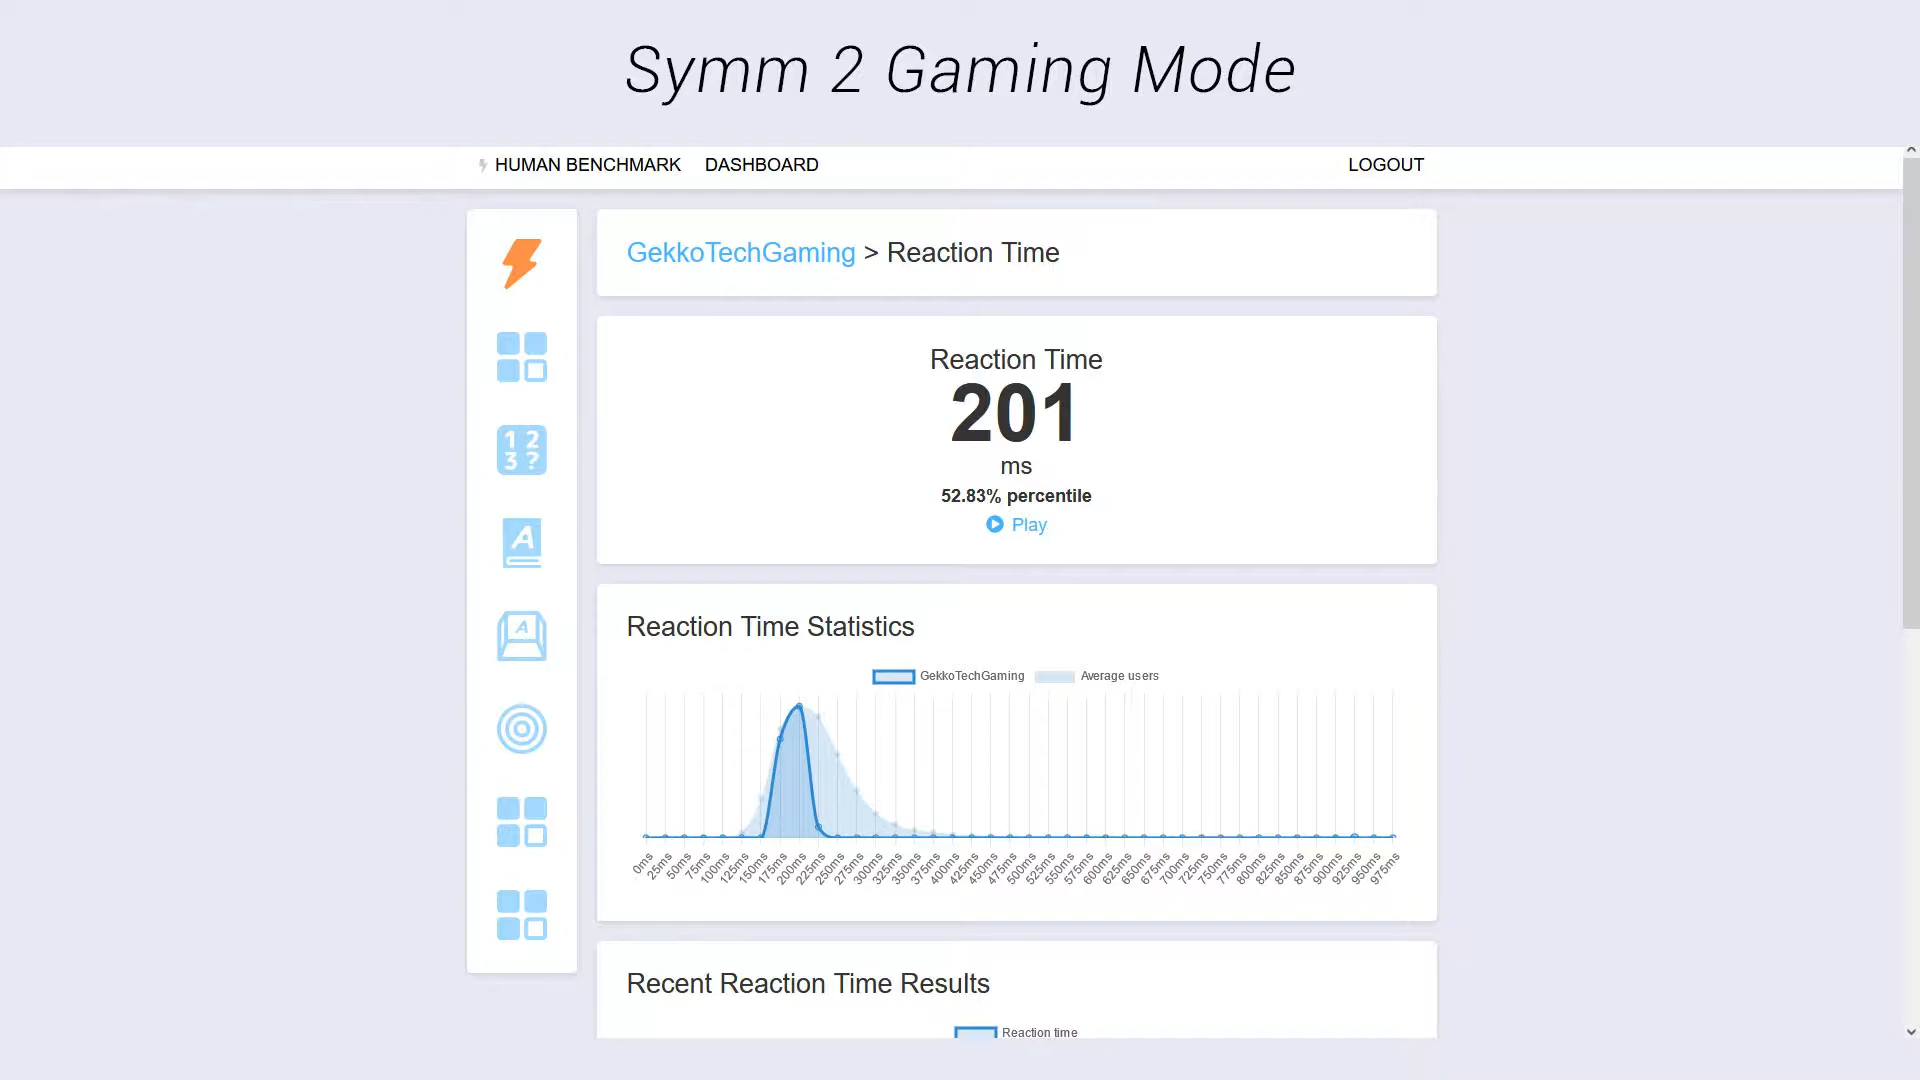 Symm 2 Gaming Mode
HUMAN BENCHMARK DASHBOARD LOGOUT
GekkoTechGaming > Reaction Time
Reaction Time
201
ms
52.83% percentile
Play
1 2
3 ?
A
A
Reaction Time Statistics
GekkoTechGaming Average users
0ms 25ms 50ms 75ms 100ms 125ms 150ms 175ms 200ms 225ms 250ms 275ms 300ms 325ms 350ms 375ms 400ms 425ms 450ms 475ms 500ms 525ms 550ms 575ms 600ms 625ms 650ms 675ms 700ms 725ms 750ms 775ms 800ms 825ms 850ms 875ms 900ms 925ms 950ms 975ms
Recent Reaction Time Results
Reaction time